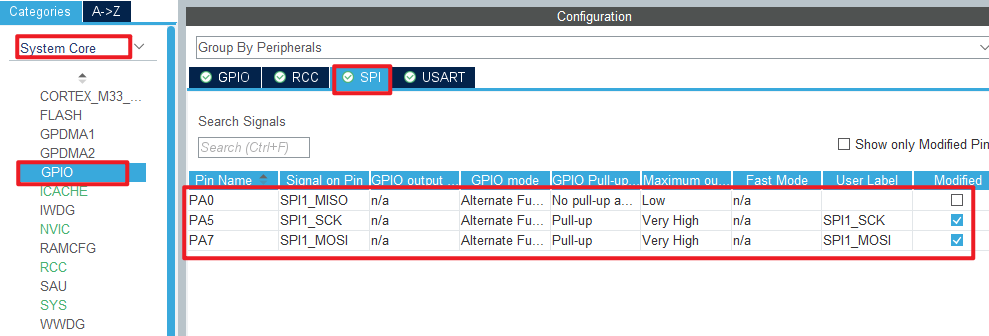 Categories A->Z
Configuration
System Core
Group By Peripherals
GPIO RCC SPI USART
CORTEX_M33_...
FLASH
GPDMA1
GPDMA2
GPIO
ICACHE
IWDG
NVIC
RAMCFG
RCC
SAU
SYS
WWDG
Search Signals
Search (Ctrl+F)
Show only Modified Pin
Pin Name Signal on Pin GPIO output ... GPIO mode GPIO Pull-up... Maximum ou... Fast Mode User Label Modified
PA0 SPI1_MISO n/a Alternate Fu... No pull-up a... Low n/a
PA5 SPI1_SCK n/a Alternate Fu... Pull-up Very High n/a SPI1_SCK
PA7 SPI1_MOSI n/a Alternate Fu... Pull-up Very High n/a SPI1_MOSI